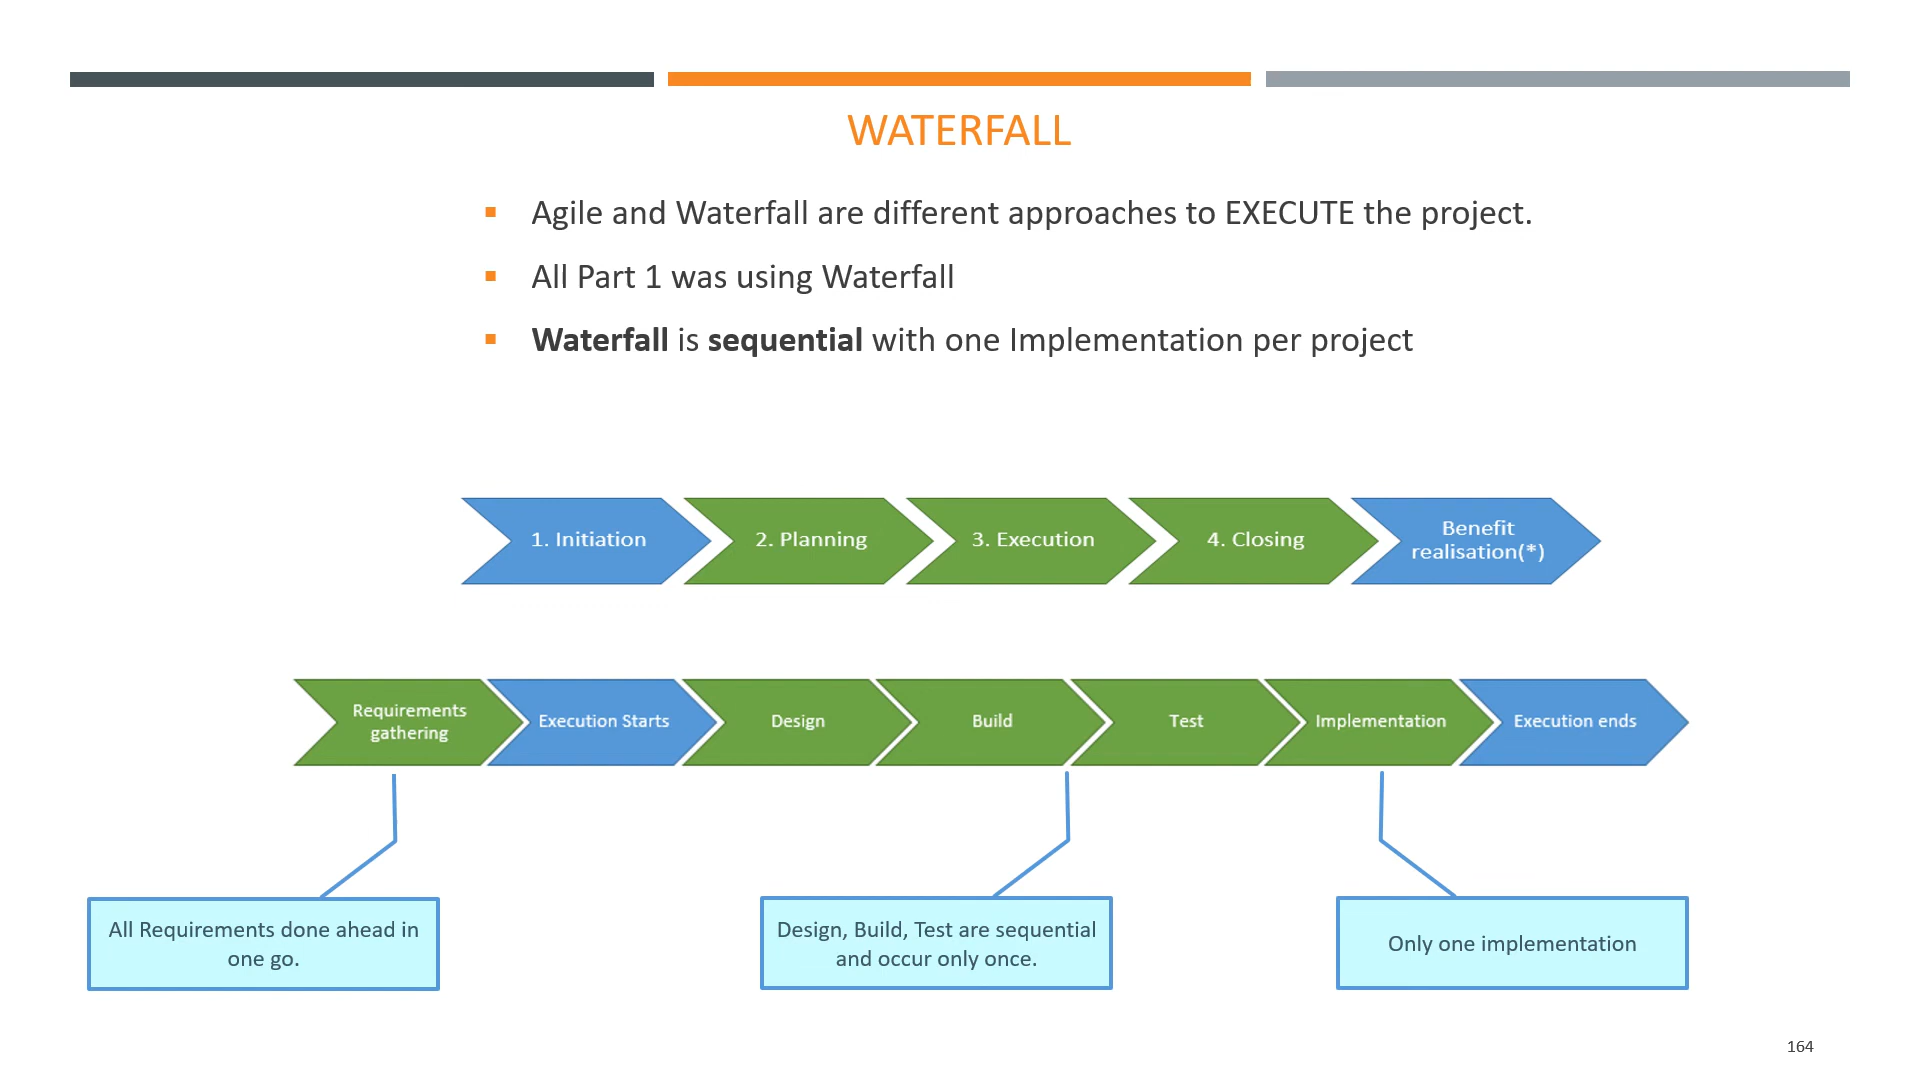 WATERFALL
Agile and Waterfall are different approaches to EXECUTE the project.
All Part 1 was using Waterfall
Waterfall is sequential with one Implementation per project
1. Initiation
2. Planning
3. Execution
4. Closing
Benefit
realisation(*)
Requirements
gathering
Execution Starts
Design
Build
Test
Implementation
Execution ends
All Requirements done ahead in
one go.
Design, Build, Test are sequential
and occur only once.
Only one implementation
164